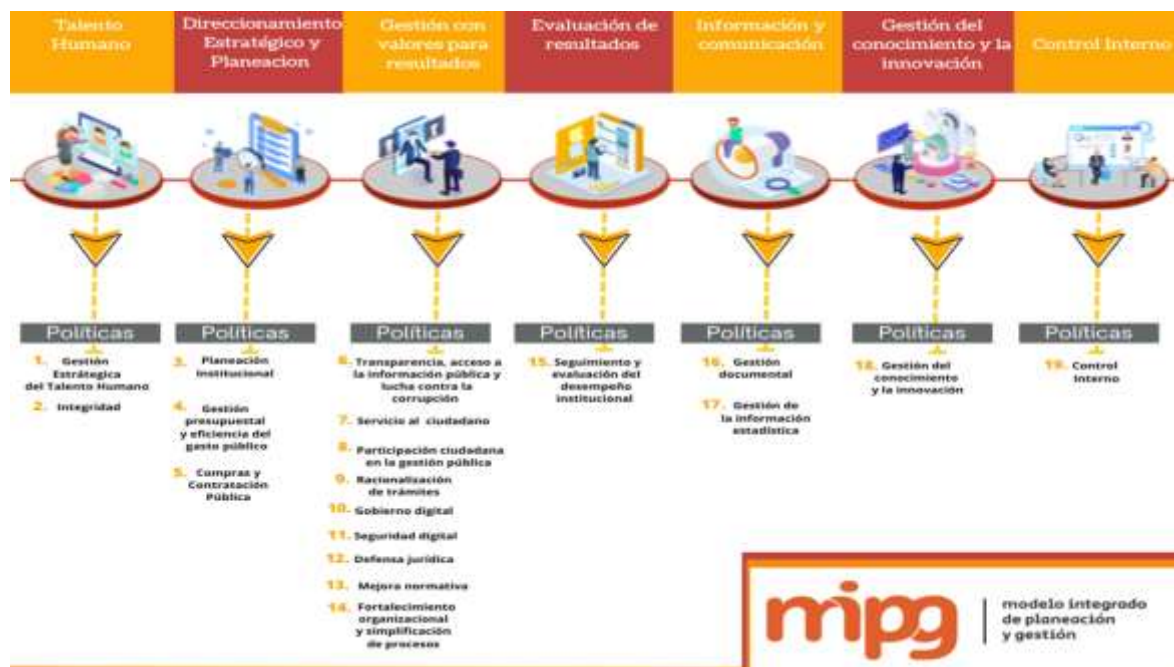 Talento
Humano
Direccionamiento
Estratégico y
Planeacion
Gestión con
valores para
resultados
Evaluación de
resultados
Información y
comunicación
Gestión del
conocimiento y la
innovación
Control Interno
Políticas
1. Gestión
Estratégica
del Talento Humano
2. Integridad
Políticas
3. Planeación
Institucional
4. Gestión
presupuestal
y eficiencia del
gasto público
5. Compras y
Contratación
Pública
Políticas
6. Transparencia, acceso a
la información pública y
lucha contra la
corrupción
7. Servicio al ciudadano
8. Participación ciudadana
en la gestión pública
9. Racionalización
de trámites
10. Gobierno digital
11. Seguridad digital
12. Defensa jurídica
13. Mejora normativa
14. Fortalecimiento
organizacional
y simplificación
de procesos
Políticas
15. Seguimiento y
evaluación del
desempeño
institucional
Políticas
16. Gestión
documental
17. Gestión de
la información
estadística
Políticas
18. Gestión del
conocimiento
y la innovación
Políticas
19. Control
Interno
mipg
modelo integrado
de planeación
y gestión